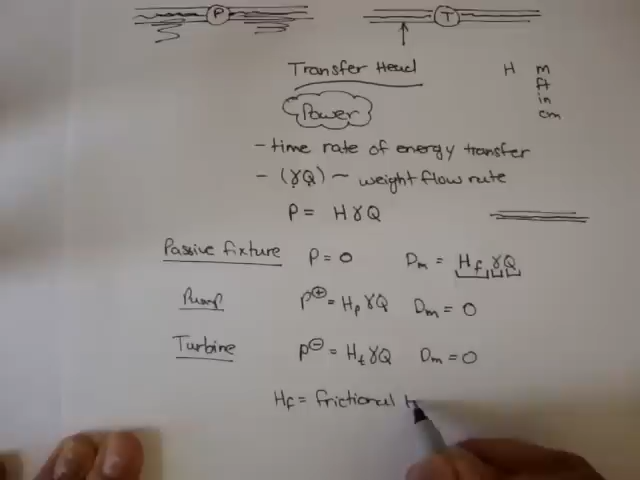 P
T
Transfer Head
H m
ft
in
cm
Power
- time rate of energy transfer
- (γQ) ~ weight flow rate
P = HγQ
Passive fixture P = 0 Dm = Hf γQ
Pump P⊕ = Hp γQ Dm = 0
Turbine P⊖ = Ht γQ Dm = 0
Hf = frictional H